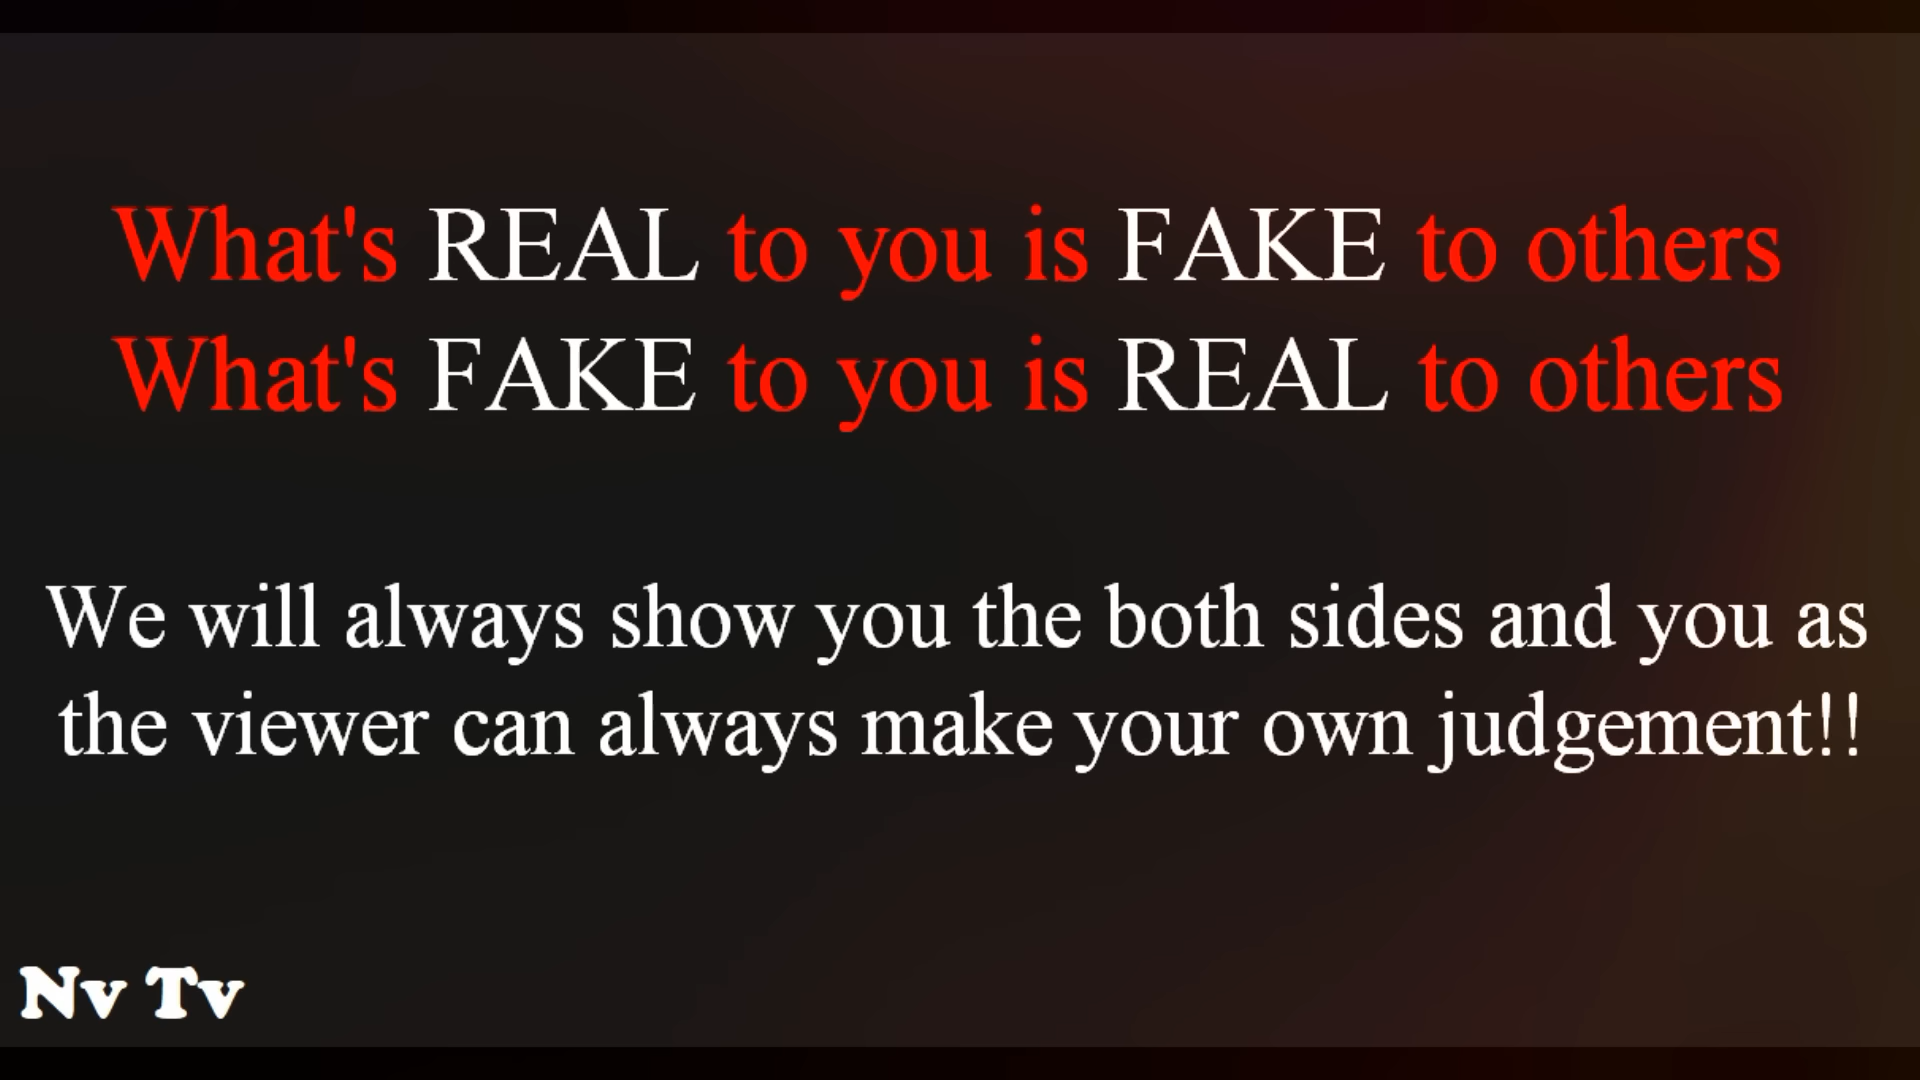 What's REAL to you is FAKE to others
What's FAKE to you is REAL to others
We will always show you the both sides and you as
the viewer can always make your own judgement!!
Nv Tv